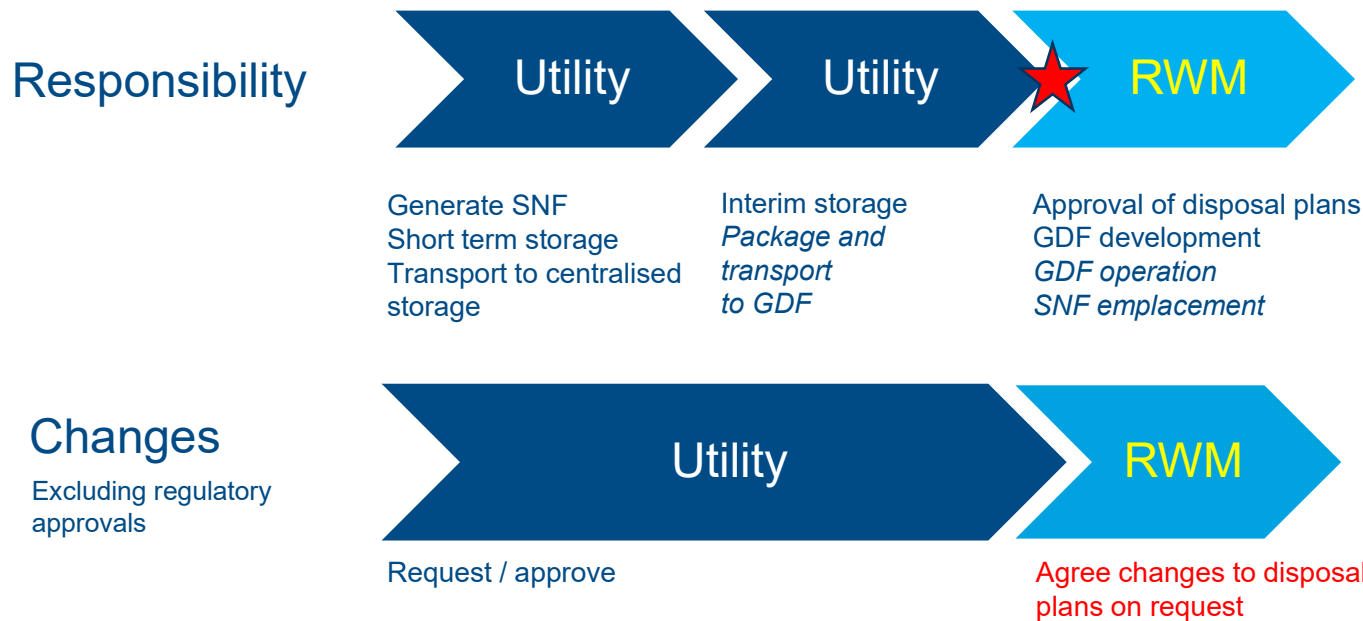 Responsibility
Utility
Utility
RWM
Generate SNF
Short term storage
Transport to centralised
storage
Interim storage
Package and
transport
to GDF
Approval of disposal plans
GDF development
GDF operation
SNF emplacement
Changes
Excluding regulatory
approvals
Utility
RWM
Request / approve
Agree changes to disposal
plans on request